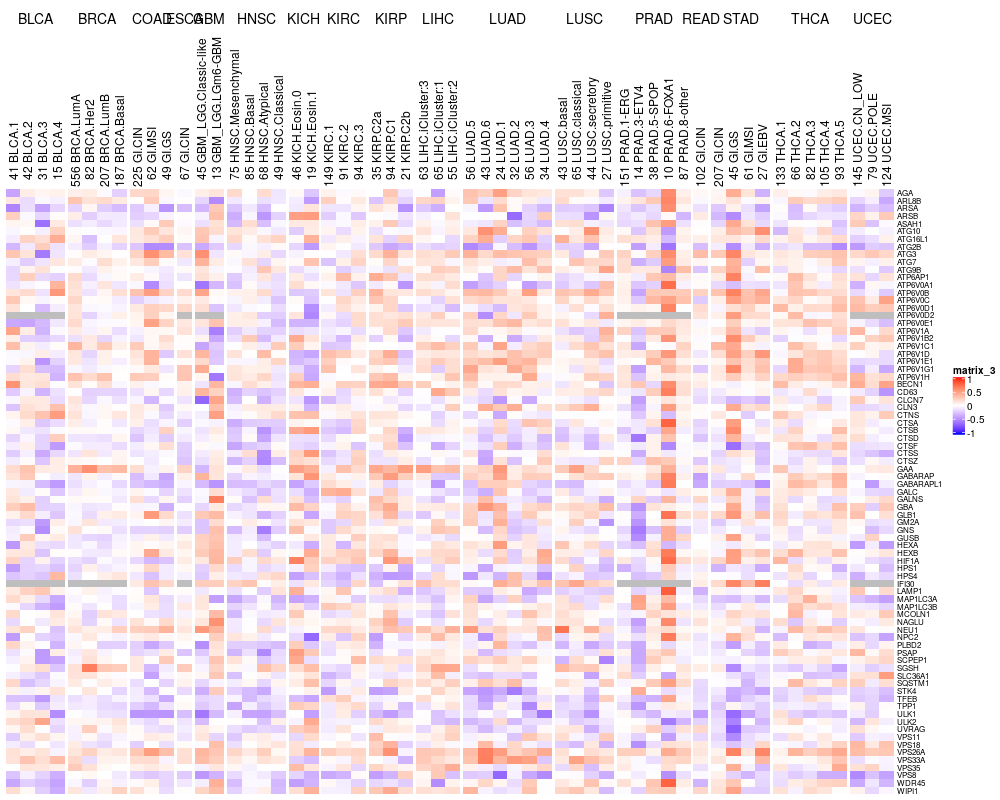 BLCA BRCA COAD ESCA GBM HNSC KICH KIRC KIRP LIHC LUAD LUSC PRAD READ STAD THCA UCEC
41 BLCA.1
42 BLCA.2
31 BLCA.3
15 BLCA.4
556 BRCA.LumA
82 BRCA.Her2
207 BRCA.LumB
187 BRCA.Basal
225 GI.CIN
62 GI.MSI
49 GI.GS
67 GI.CIN
45 GBM_LGG.Classic-like
13 GBM_LGG.LGm6-GBM
75 HNSC.Mesenchymal
85 HNSC.Basal
68 HNSC.Atypical
49 HNSC.Classical
46 KICH.Eosin.0
19 KICH.Eosin.1
149 KIRC.1
91 KIRC.2
94 KIRC.3
35 KIRP.C2a
94 KIRP.C1
21 KIRP.C2b
63 LIHC.iCluster:3
65 LIHC.iCluster:1
55 LIHC.iCluster:2
56 LUAD.5
43 LUAD.6
24 LUAD.1
32 LUAD.2
56 LUAD.3
34 LUAD.4
43 LUSC.basal
65 LUSC.classical
44 LUSC.secretory
27 LUSC.primitive
151 PRAD.1-ERG
14 PRAD.3-ETV4
38 PRAD.5-SPOP
10 PRAD.6-FOXA1
87 PRAD.8-other
102 GI.CIN
207 GI.CIN
45 GI.GS
61 GI.MSI
27 GI.EBV
133 THCA.1
66 THCA.2
82 THCA.3
105 THCA.4
93 THCA.5
145 UCEC.CN_LOW
79 UCEC.POLE
124 UCEC.MSI
AGA
ARL8B
ARSA
ARSB
ASAH1
ATG10
ATG16L1
ATG2B
ATG3
ATG7
ATG9B
ATP6AP1
ATP6V0A1
ATP6V0B
ATP6V0C
ATP6V0D1
ATP6V0D2
ATP6V0E1
ATP6V1A
ATP6V1B2
ATP6V1C1
ATP6V1D
ATP6V1E1
ATP6V1G1
ATP6V1H
BECN1
CD63
CLCN7
CLN3
CTNS
CTSA
CTSB
CTSD
CTSF
CTSS
CTSZ
GAA
GABARAP
GABARAPL1
GALC
GALNS
GBA
GLB1
GM2A
GNS
GUSB
HEXA
HEXB
HIF1A
HPS1
HPS4
IFI30
LAMP1
MAP1LC3A
MAP1LC3B
MCOLN1
NAGLU
NEU1
NPC2
PLBD2
PSAP
SCPEP1
SGSH
SLC36A1
SQSTM1
STK4
TFEB
TPP1
ULK1
ULK2
UVRAG
VPS11
VPS18
VPS26A
VPS33A
VPS35
VPS8
WDR45
WIPI1
matrix_3
1
0.5
0
-0.5
-1